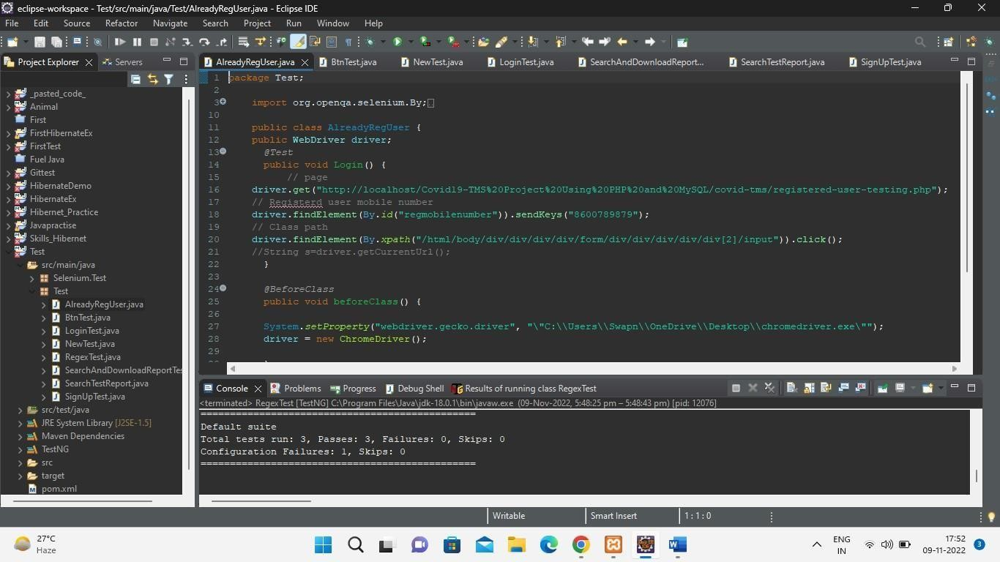 eclipse-workspace - Test/src/main/java/Test/AlreadyRegUser.java - Eclipse IDE
File Edit Source Refactor Navigate Search Project Run Window Help
Project Explorer Servers
AlreadyRegUser.java BtnTest.java NewTest.java LoginTest.java SearchAndDownloadReport... SearchTestReport.java SignUpTest.java
_pasted_code_
Animal
First
FirstHibernateEx
FirstTest
Fuel Java
Gittest
HibernateDemo
HibernateEx
Hibernet_Practice
Javapractise
Skills_Hibernet
Test
src/main/java
Selenium.Test
Test
AlreadyRegUser.java
BtnTest.java
LoginTest.java
NewTest.java
RegexTest.java
SearchAndDownloadReportTes
SearchTestReport.java
SignUpTest.java
src/test/java
JRE System Library [J2SE-1.5]
Maven Dependencies
TestNG
src
target
pom.xml
1 package Test;
2
3 import org.openqa.selenium.By;
10
11 public class AlreadyRegUser {
12 public WebDriver driver;
13 @Test
14 public void Login() {
15 // page
16 driver.get("http://localhost/Covid19-TMS%20Project%20Using%20PHP%20and%20MySQL/covid-tms/registered-user-testing.php");
17 // Registerd user mobile number
18 driver.findElement(By.id("regmobilenumber")).sendKeys("8600789879");
19 // Class path
20 driver.findElement(By.xpath("/html/body/div/div/div/div/form/div/div/div/div/div[2]/input")).click();
21 //String s=driver.getCurrentUrl();
22 }
23
24 @BeforeClass
25 public void beforeClass() {
26
27 System.setProperty("webdriver.gecko.driver", "\"C:\\Users\\Swapn\\OneDrive\\Desktop\\chromedriver.exe\"");
28 driver = new ChromeDriver();
29
Console Problems Progress Debug Shell Results of running class RegexTest
<terminated> RegexTest [TestNG] C:\Program Files\Java\jdk-18.0.1\bin\javaw.exe (09-Nov-2022, 5:48:25 pm – 5:48:43 pm) [pid: 12076]
===============================================
Default suite
Total tests run: 3, Passes: 3, Failures: 0, Skips: 0
Configuration Failures: 1, Skips: 0
===============================================
Writable Smart Insert 1 : 1 : 0
27°C
Haze
ENG
IN
17:52
09-11-2022
3